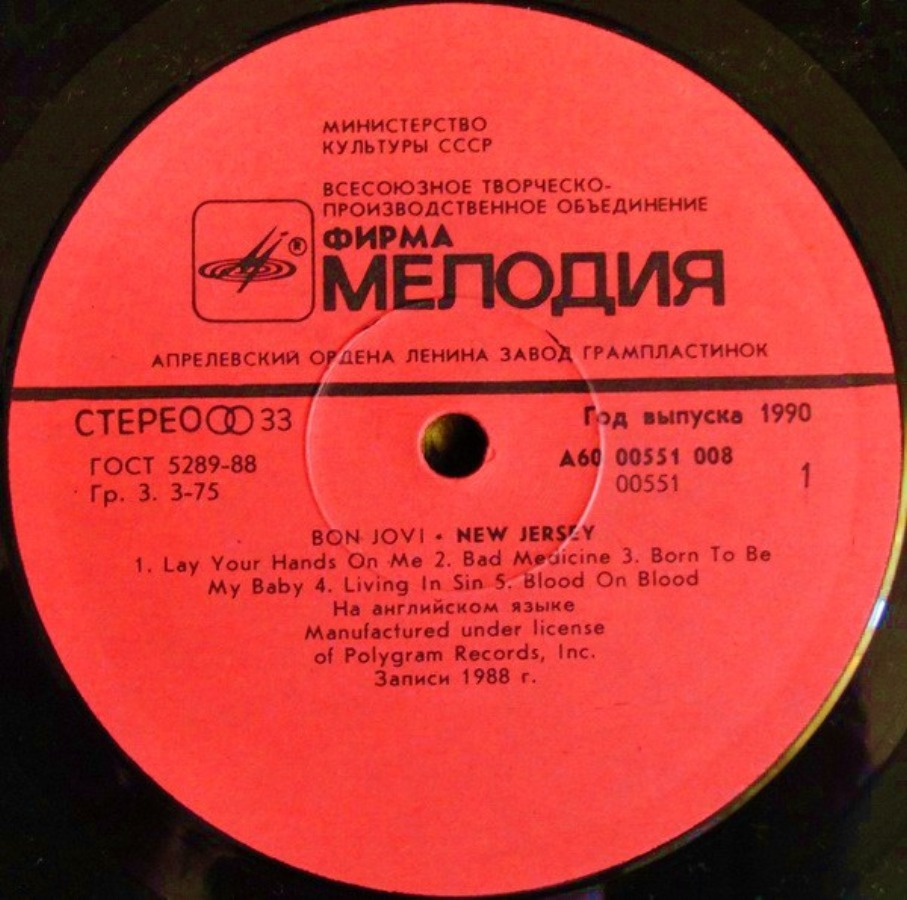 МИНИСТЕРСТВО
КУЛЬТУРЫ СССР
ВСЕСОЮЗНОЕ ТВОРЧЕСКО-
ПРОИЗВОДСТВЕННОЕ ОБЪЕДИНЕНИЕ
®
ФИРМА
МЕЛОДИЯ
АПРЕЛЕВСКИЙ ОРДЕНА ЛЕНИНА ЗАВОД ГРАМПЛАСТИНОК
СТЕРЕО 33
Год выпуска 1990
ГОСТ 5289-88
А60 00551 008
Гр. 3. 3-75
00551
1
BON JOVI • NEW JERSEY
1. Lay Your Hands On Me 2. Bad Medicine 3. Born To Be
My Baby 4. Living In Sin 5. Blood On Blood
На английском языке
Manufactured under license
of Polygram Records, Inc.
Записи 1988 г.